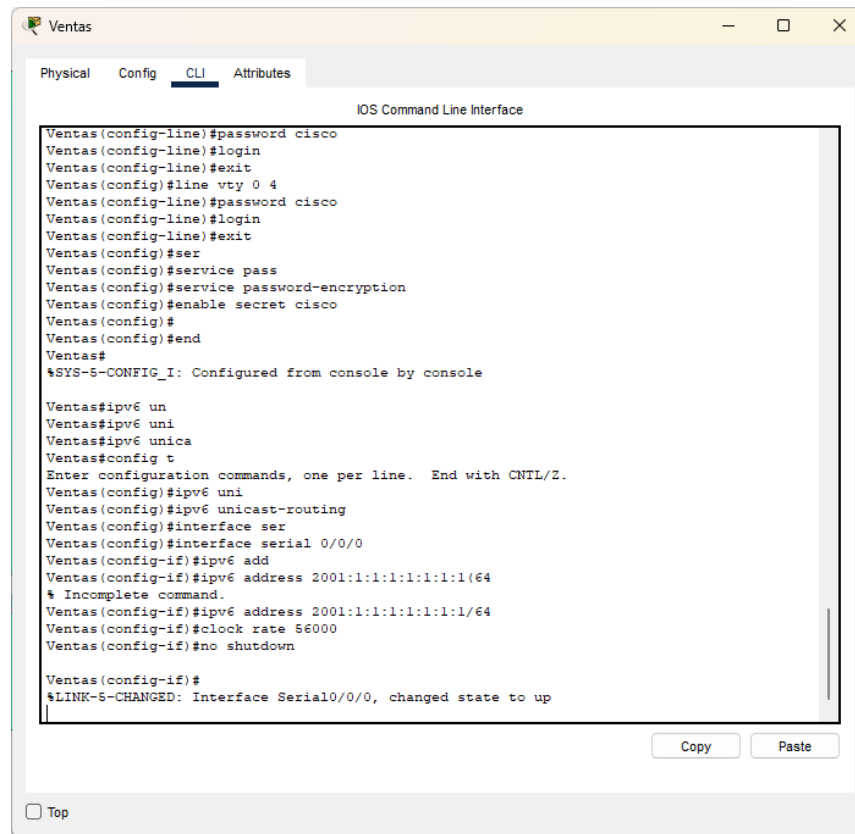 Ventas
Physical Config CLI Attributes
IOS Command Line Interface
Ventas(config-line)#password cisco
Ventas(config-line)#login
Ventas(config-line)#exit
Ventas(config)#line vty 0 4
Ventas(config-line)#password cisco
Ventas(config-line)#login
Ventas(config-line)#exit
Ventas(config)#ser
Ventas(config)#service pass
Ventas(config)#service password-encryption
Ventas(config)#enable secret cisco
Ventas(config)#
Ventas(config)#end
Ventas#
%SYS-5-CONFIG_I: Configured from console by console
Ventas#ipv6 un
Ventas#ipv6 uni
Ventas#ipv6 unica
Ventas#config t
Enter configuration commands, one per line.  End with CNTL/Z.
Ventas(config)#ipv6 uni
Ventas(config)#ipv6 unicast-routing
Ventas(config)#interface ser
Ventas(config)#interface serial 0/0/0
Ventas(config-if)#ipv6 add
Ventas(config-if)#ipv6 address 2001:1:1:1:1:1:1:1(64
% Incomplete command.
Ventas(config-if)#ipv6 address 2001:1:1:1:1:1:1:1/64
Ventas(config-if)#clock rate 56000
Ventas(config-if)#no shutdown
Ventas(config-if)#
%LINK-5-CHANGED: Interface Serial0/0/0, changed state to up
Copy Paste
Top